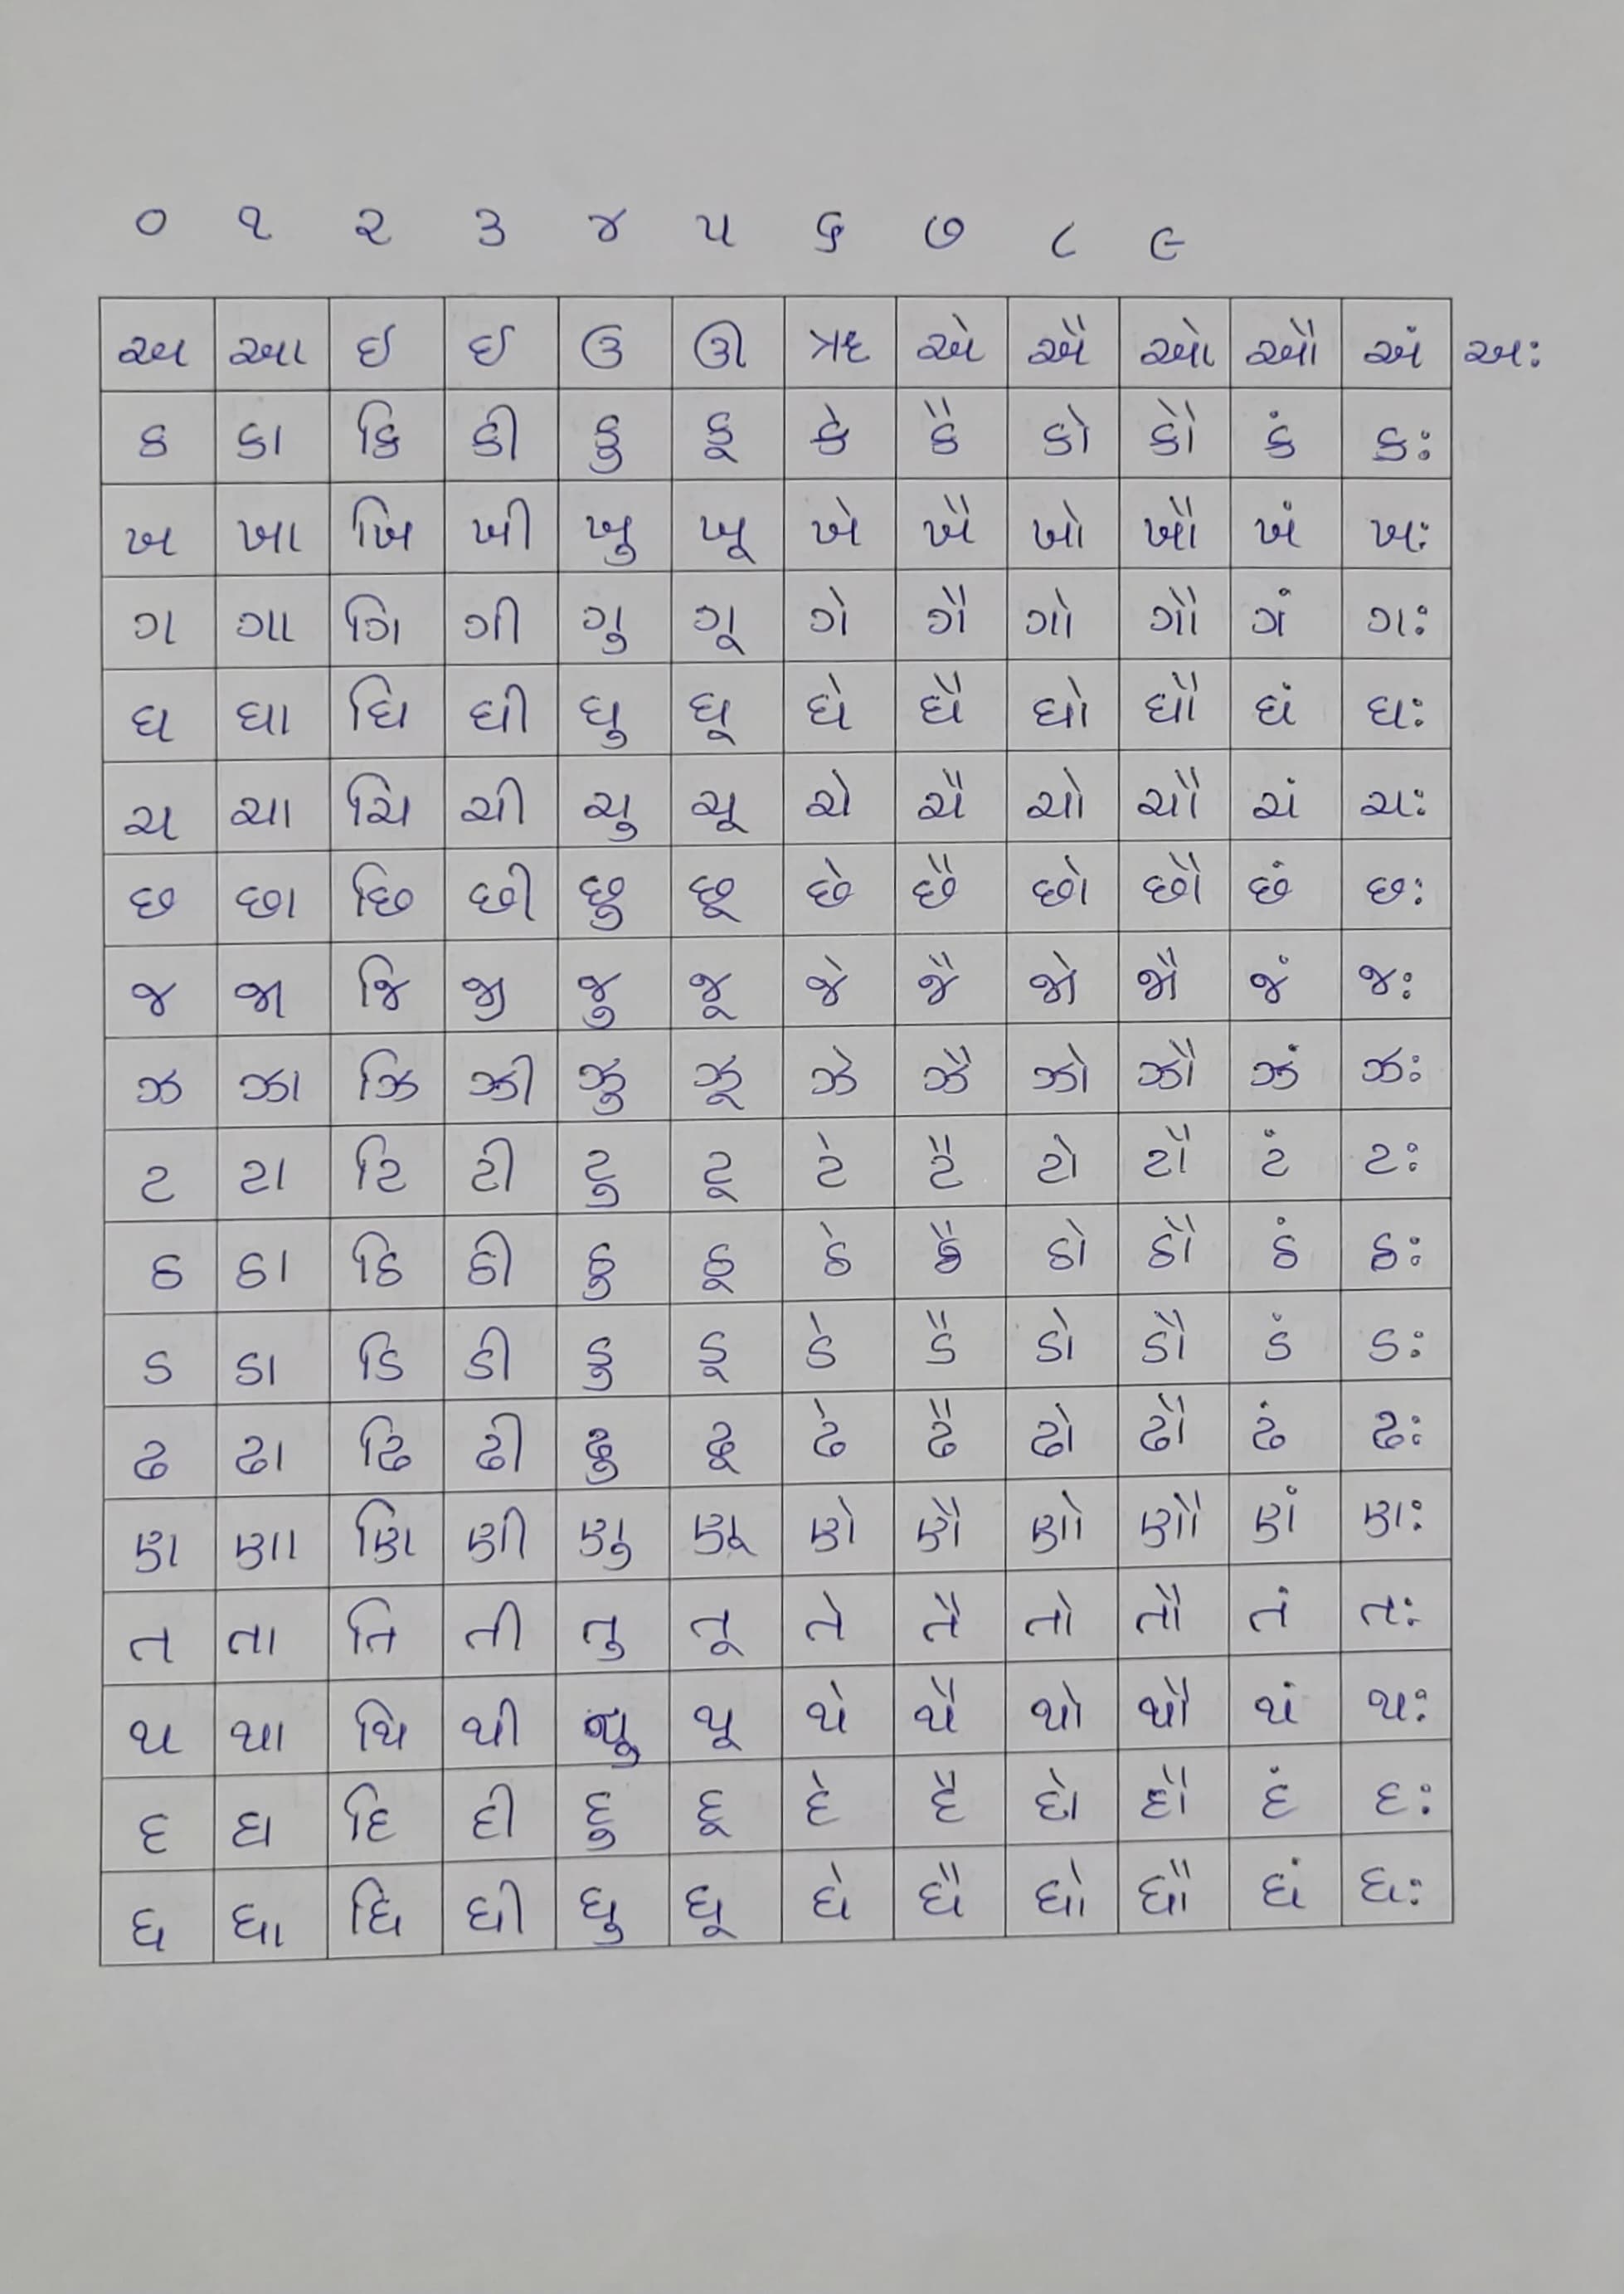 ૦ ૧ ૨ ૩ ૪ ૫ ૬ ૭ ૮ ૯
અ આ ઇ ઈ ઉ ઊ ઋ એ ઐ ઓ ઔ અં અઃ
ક કા કિ કી કુ કૂ કે કૈ કો કૌ કં કઃ
ખ ખા ખિ ખી ખુ ખૂ ખે ખૈ ખો ખૌ ખં ખઃ
ગ ગા ગિ ગી ગુ ગૂ ગે ગૈ ગો ગૌ ગં ગઃ
ઘ ઘા ઘિ ઘી ઘુ ઘૂ ઘે ઘૈ ઘો ઘૌ ઘં ઘઃ
ચ ચા ચિ ચી ચુ ચૂ ચે ચૈ ચો ચૌ ચં ચઃ
છ છા છિ છી છુ છૂ છે છૈ છો છૌ છં છઃ
જ જા જિ જી જુ જૂ જે જૈ જો જૌ જં જઃ
ઝ ઝા ઝિ ઝી ઝુ ઝૂ ઝે ઝૈ ઝો ઝૌ ઝં ઝઃ
ટ ટા ટિ ટી ટુ ટૂ ટે ટૈ ટો ટૌ ટં ટઃ
ઠ ઠા ઠિ ઠી ઠુ ઠૂ ઠે ઠૈ ઠો ઠૌ ઠં ઠઃ
ડ ડા ડિ ડી ડુ ડૂ ડે ડૈ ડો ડૌ ડં ડઃ
ઢ ઢા ઢિ ઢી ઢુ ઢૂ ઢે ઢૈ ઢો ઢૌ ઢં ઢઃ
ણ ણા ણિ ણી ણુ ણૂ ણે ણૈ ણો ણૌ ણં ણઃ
ત તા તિ તી તુ તૂ તે તૈ તો તૌ તં તઃ
થ થા થિ થી થુ થૂ થે થૈ થો થૌ થં થઃ
દ દા દિ દી દુ દૂ દે દૈ દો દૌ દં દઃ
ધ ધા ધિ ધી ધુ ધૂ ધે ધૈ ધો ધૌ ધં ધઃ